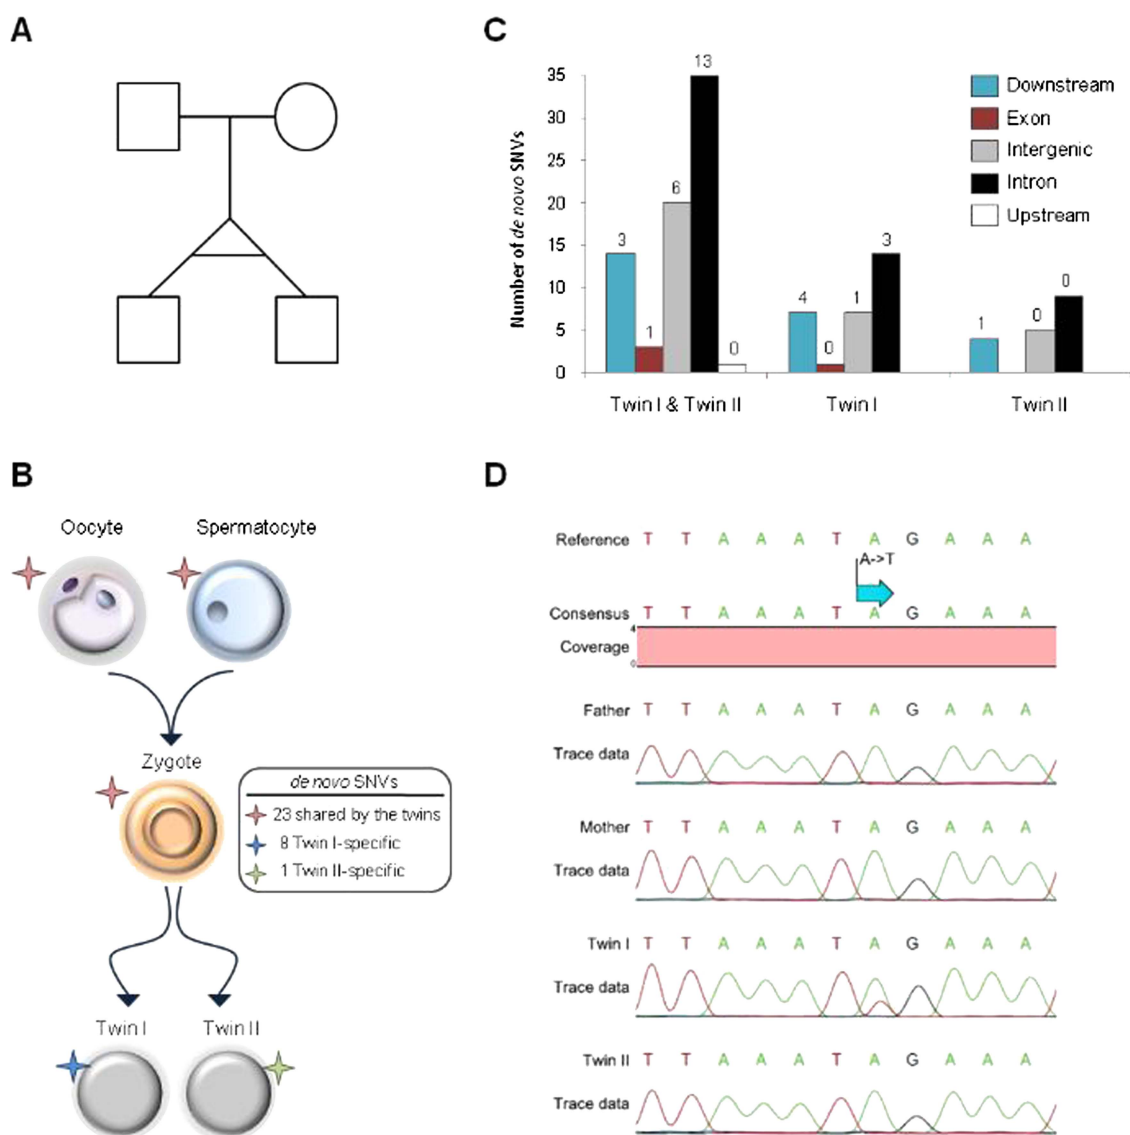 A
C
Number of de novo SNVs
35
30
25
20
15
10
5
0
3
1
6
13
0
4
0
1
3
1
0
0
Downstream
Exon
Intergenic
Intron
Upstream
Twin I & Twin II
Twin I
Twin II
B
Oocyte
Spermatocyte
Zygote
de novo SNVs
23 shared by the twins
8 Twin I-specific
1 Twin II-specific
Twin I
Twin II
D
Reference T T A A A T A G A A A
A->T
Consensus T T A A A T A G A A A
4
Coverage
0
Father T T A A A T A G A A A
Trace data
Mother T T A A A T A G A A A
Trace data
Twin I T T A A A T A G A A A
Trace data
Twin II T T A A A T A G A A A
Trace data